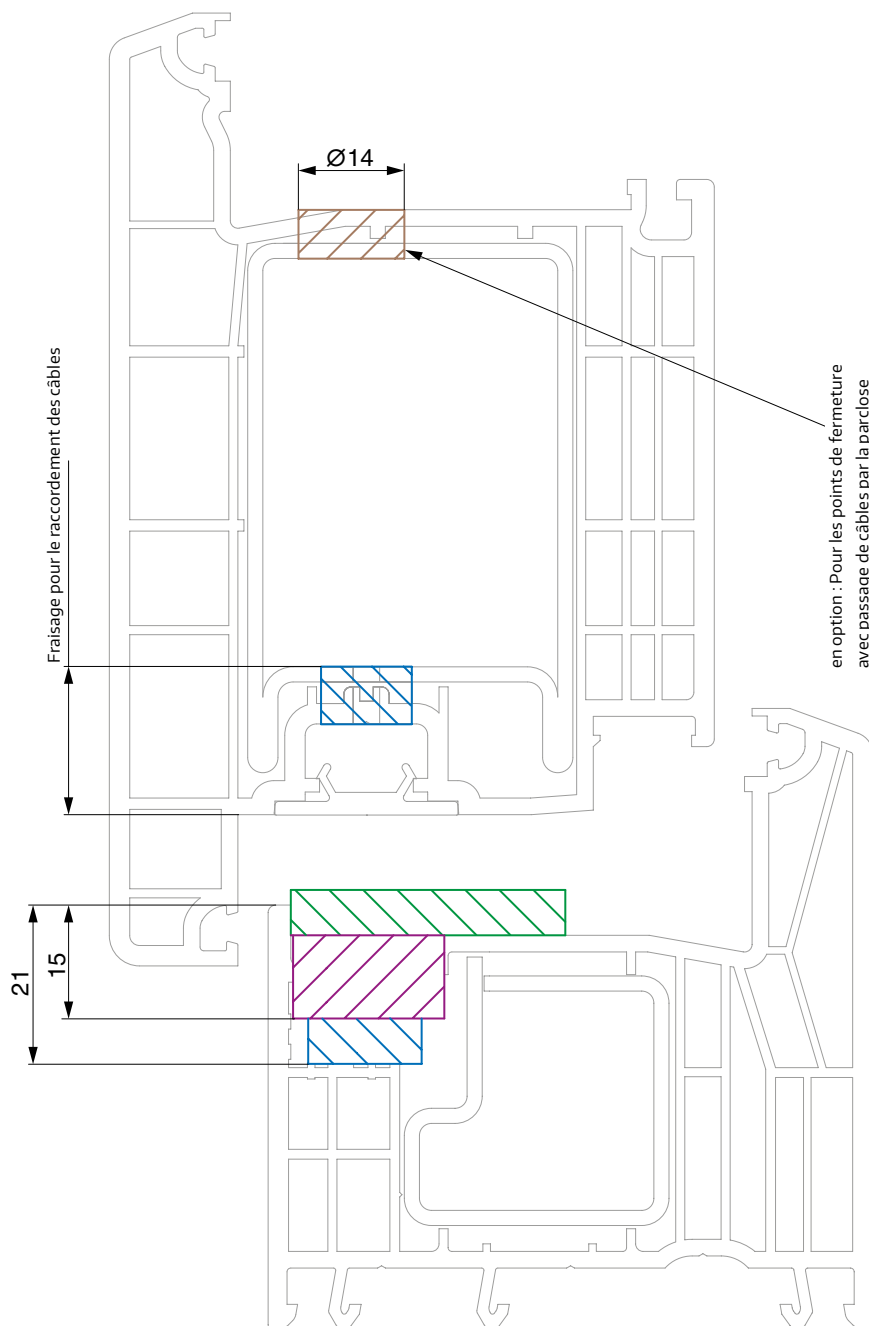 Ø14
Fraisage pour le raccordement des câbles
en option : Pour les points de fermeture
avec passage de câbles par la parclose
21
15